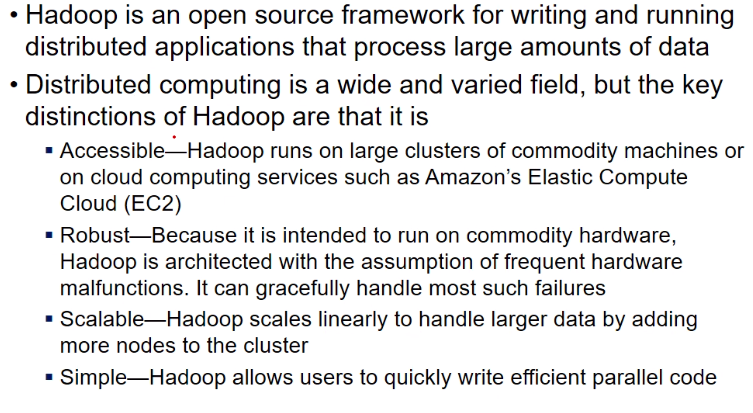 • Hadoop is an open source framework for writing and running
distributed applications that process large amounts of data
• Distributed computing is a wide and varied field, but the key
distinctions of Hadoop are that it is
▪ Accessible—Hadoop runs on large clusters of commodity machines or
on cloud computing services such as Amazon's Elastic Compute
Cloud (EC2)
▪ Robust—Because it is intended to run on commodity hardware,
Hadoop is architected with the assumption of frequent hardware
malfunctions. It can gracefully handle most such failures
▪ Scalable—Hadoop scales linearly to handle larger data by adding
more nodes to the cluster
▪ Simple—Hadoop allows users to quickly write efficient parallel code